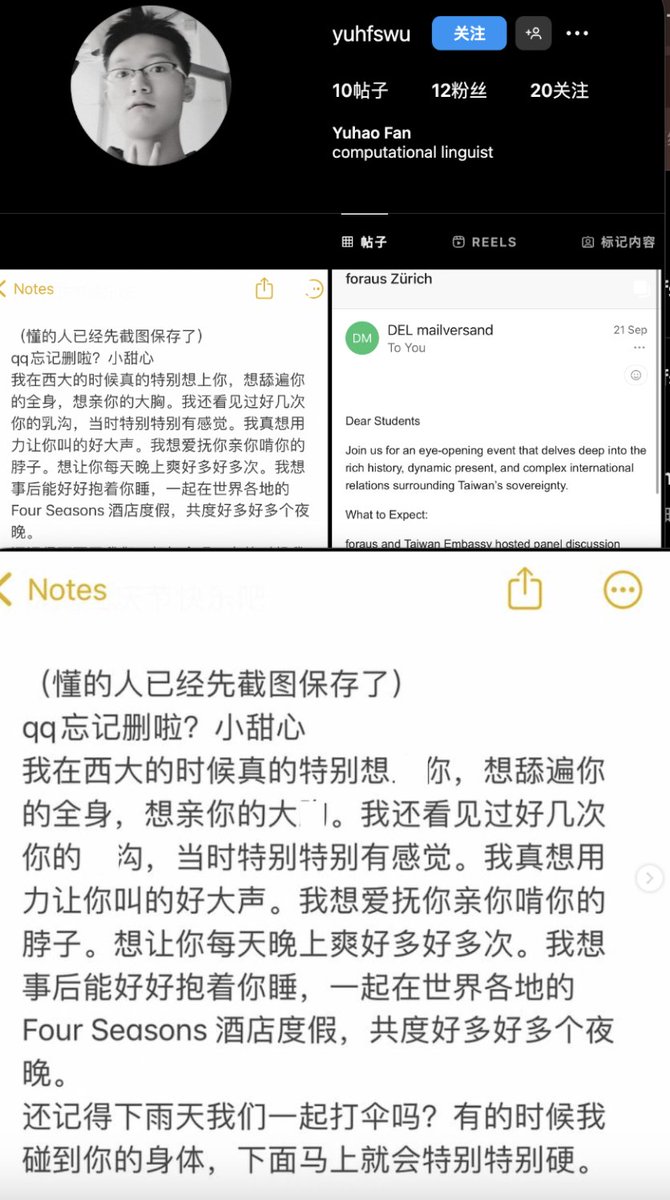 yuhfswu 关注
10帖子 12粉丝 20关注
Yuhao Fan
computational linguist
帖子 REELS 标记内容
Notes
（懂的人已经先截图保存了）
qq忘记删啦？小甜心
我在西大的时候真的特别想上你，想舔遍你
的全身，想亲你的大胸。我还看见过好几次
你的乳沟，当时特别特别有感觉。我真想用
力让你叫的好大声。我想爱抚你亲你啃你的
脖子。想让你每天晚上爽好多好多次。我想
事后能好好抱着你睡，一起在世界各地的
Four Seasons 酒店度假，共度好多好多个夜
晚。
foraus Zürich
DM
DEL mailversand 21 Sep
To You
Dear Students
Join us for an eye-opening event that delves deep into the
rich history, dynamic present, and complex international
relations surrounding Taiwan's sovereignty.
What to Expect:
foraus and Taiwan Embassy hosted panel discussion
Notes
（懂的人已经先截图保存了）
qq忘记删啦？小甜心
我在西大的时候真的特别想 你，想舔遍你
的全身，想亲你的大 。我还看见过好几次
你的 沟，当时特别特别有感觉。我真想用
力让你叫的好大声。我想爱抚你亲你啃你的
脖子。想让你每天晚上爽好多好多次。我想
事后能好好抱着你睡，一起在世界各地的
Four Seasons 酒店度假，共度好多好多个夜
晚。
还记得下雨天我们一起打伞吗？有的时候我
碰到你的身体，下面马上就会特别特别硬。